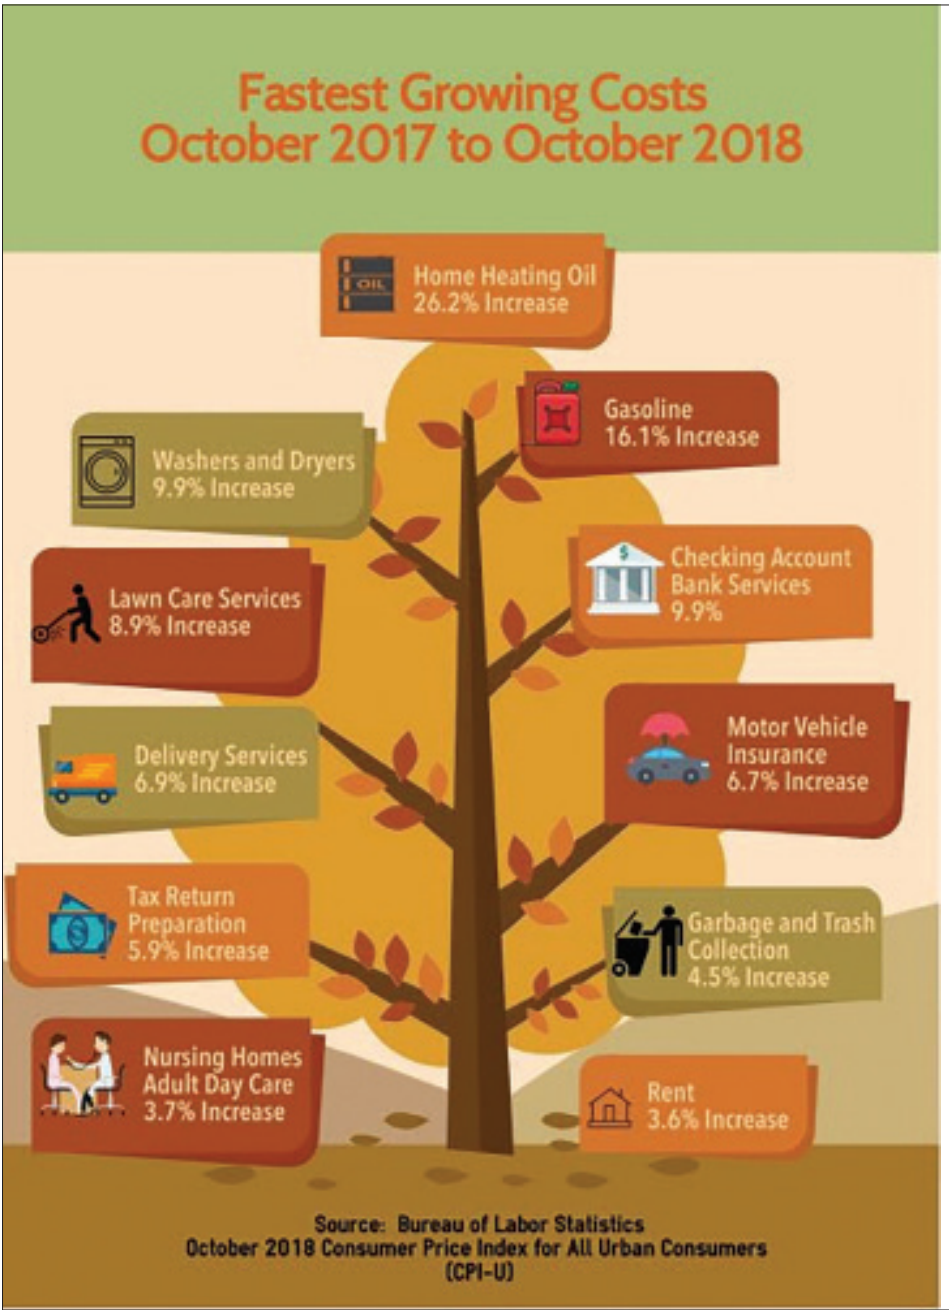 Fastest Growing Costs
October 2017 to October 2018
OIL
Home Heating Oil
26.2% Increase
Gasoline
16.1% Increase
Washers and Dryers
9.9% Increase
$
Checking Account
Bank Services
9.9%
Lawn Care Services
8.9% Increase
Motor Vehicle
Insurance
6.7% Increase
Delivery Services
6.9% Increase
Tax Return
Preparation
5.9% Increase
$
Garbage and Trash
Collection
4.5% Increase
Nursing Homes
Adult Day Care
3.7% Increase
Rent
3.6% Increase
Source: Bureau of Labor Statistics
October 2018 Consumer Price Index for All Urban Consumers
(CPI-U)